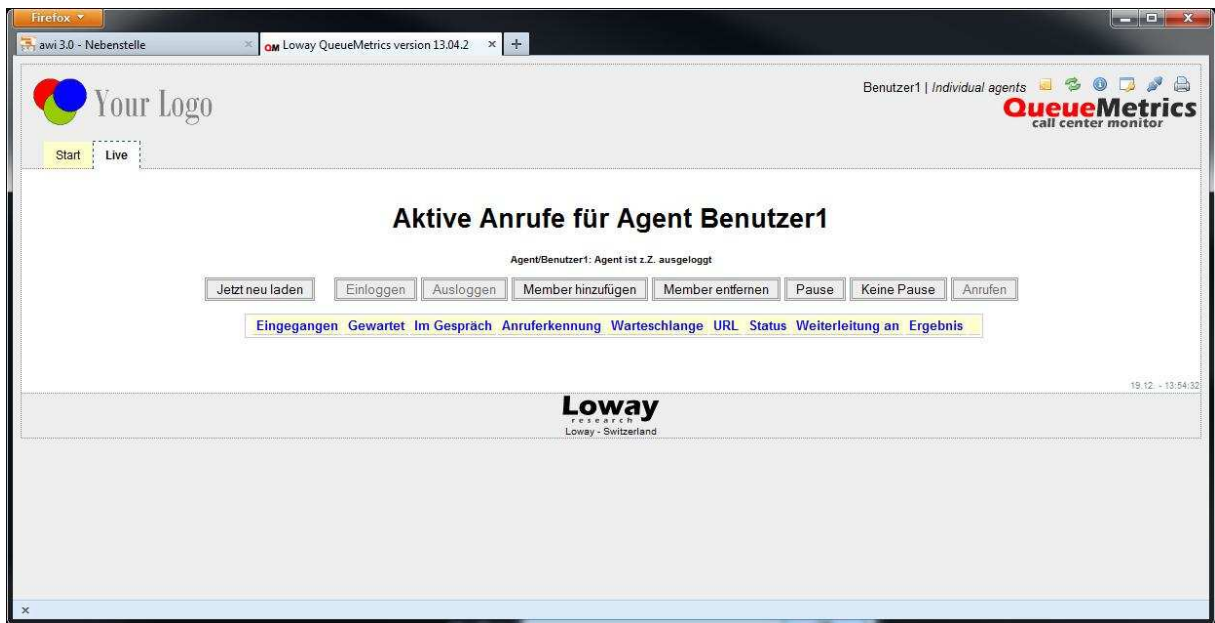 Firefox
awi 3.0 - Nebenstelle
QM Loway QueueMetrics version 13.04.2
Your Logo
Benutzer1 | Individual agents
QueueMetrics
call center monitor
Start Live
Aktive Anrufe für Agent Benutzer1
Agent/Benutzer1: Agent ist z.Z. ausgeloggt
Jetzt neu laden Einloggen Ausloggen Member hinzufügen Member entfernen Pause Keine Pause Anrufen
Eingegangen Gewartet Im Gespräch Anruferkennung Warteschlange URL Status Weiterleitung an Ergebnis
19.12. - 13:54:32
Loway
research
Loway - Switzerland